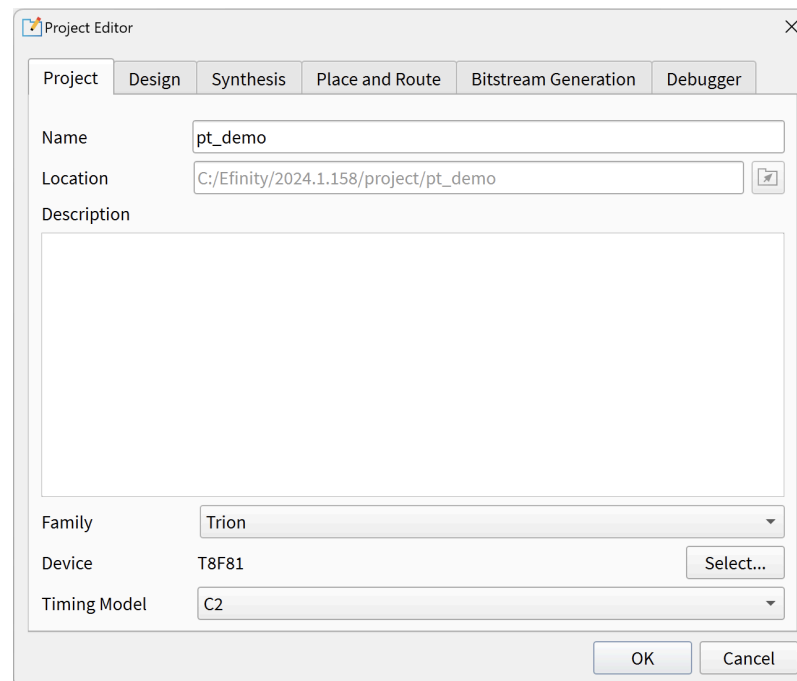 Project Editor
Project Design Synthesis Place and Route Bitstream Generation Debugger
Name pt_demo
Location C:/Efinity/2024.1.158/project/pt_demo
Description
Family Trion
Device T8F81 Select...
Timing Model C2
OK Cancel